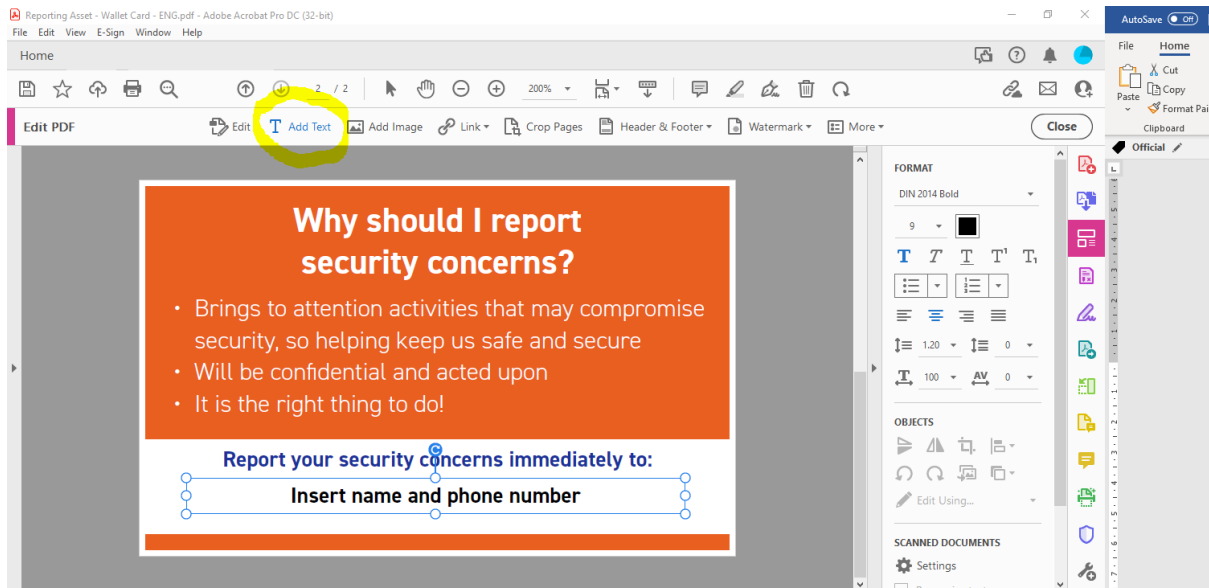 Reporting Asset - Wallet Card - ENG.pdf - Adobe Acrobat Pro DC (32-bit)
File Edit View E-Sign Window Help
Home
2 / 2
200%
Edit PDF
Edit
Add Text
Add Image
Link
Crop Pages
Header & Footer
Watermark
More
Close
Why should I report
security concerns?
• Brings to attention activities that may compromise
security, so helping keep us safe and secure
• Will be confidential and acted upon
• It is the right thing to do!
Report your security concerns immediately to:
Insert name and phone number
FORMAT
DIN 2014 Bold
9
T T T T¹ T₁
1.20 0
100 AV 0
OBJECTS
Edit Using...
SCANNED DOCUMENTS
Settings
AutoSave Off
File Home
Cut
Copy
Paste
Format Pai
Clipboard
Official